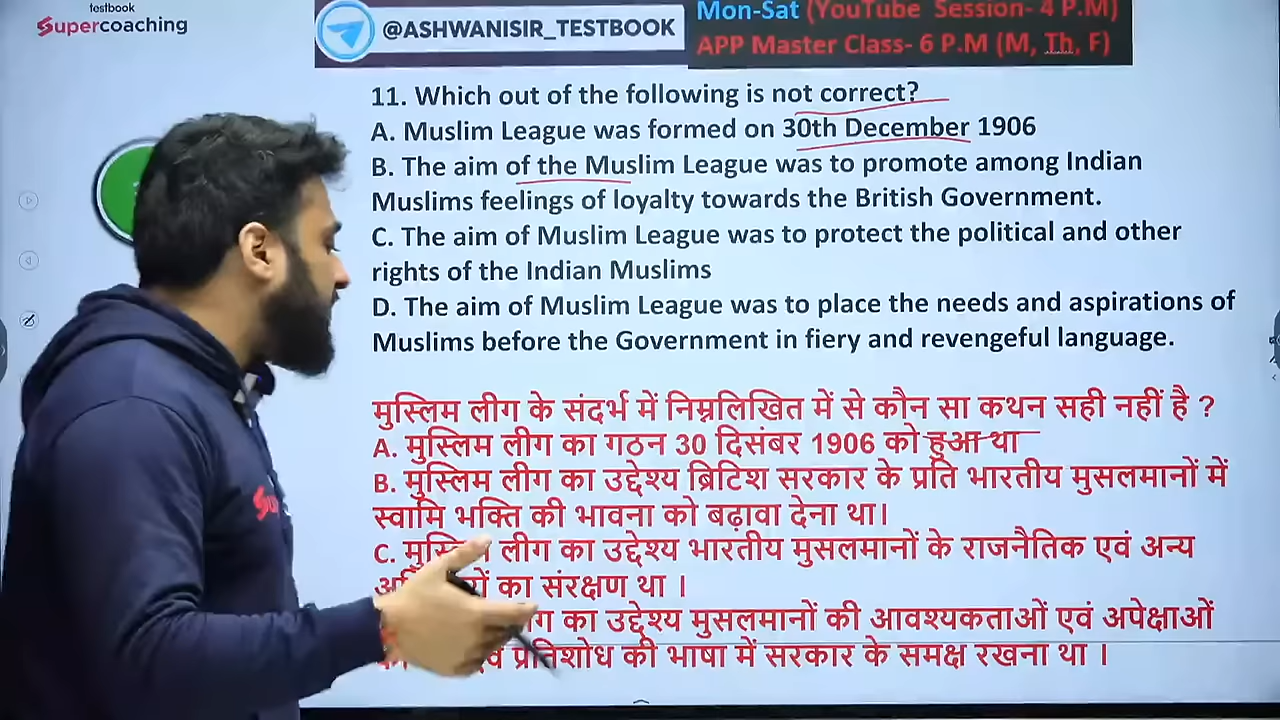 testbook
Supercoaching
@ASHWANISIR_TESTBOOK
Mon-Sat (YouTube Session- 4 P.M)
APP Master Class- 6 P.M (M, Th, F)
11. Which out of the following is not correct?
A. Muslim League was formed on 30th December 1906
B. The aim of the Muslim League was to promote among Indian
Muslims feelings of loyalty towards the British Government.
C. The aim of Muslim League was to protect the political and other
rights of the Indian Muslims
D. The aim of Muslim League was to place the needs and aspirations of
Muslims before the Government in fiery and revengeful language.
मुस्लिम लीग के संदर्भ में निम्नलिखित में से कौन सा कथन सही नहीं है ?
A. मुस्लिम लीग का गठन 30 दिसंबर 1906 को हुआ था
B. मुस्लिम लीग का उद्देश्य ब्रिटिश सरकार के प्रति भारतीय मुसलमानों में
स्वामि भक्ति की भावना को बढ़ावा देना था।
C. मुस्लिम लीग का उद्देश्य भारतीय मुसलमानों के राजनैतिक एवं अन्य
का संरक्षण था ।
का उद्देश्य मुसलमानों की आवश्यकताओं एवं अपेक्षाओं
प्रतिशोध की भाषा में सरकार के समक्ष रखना था ।